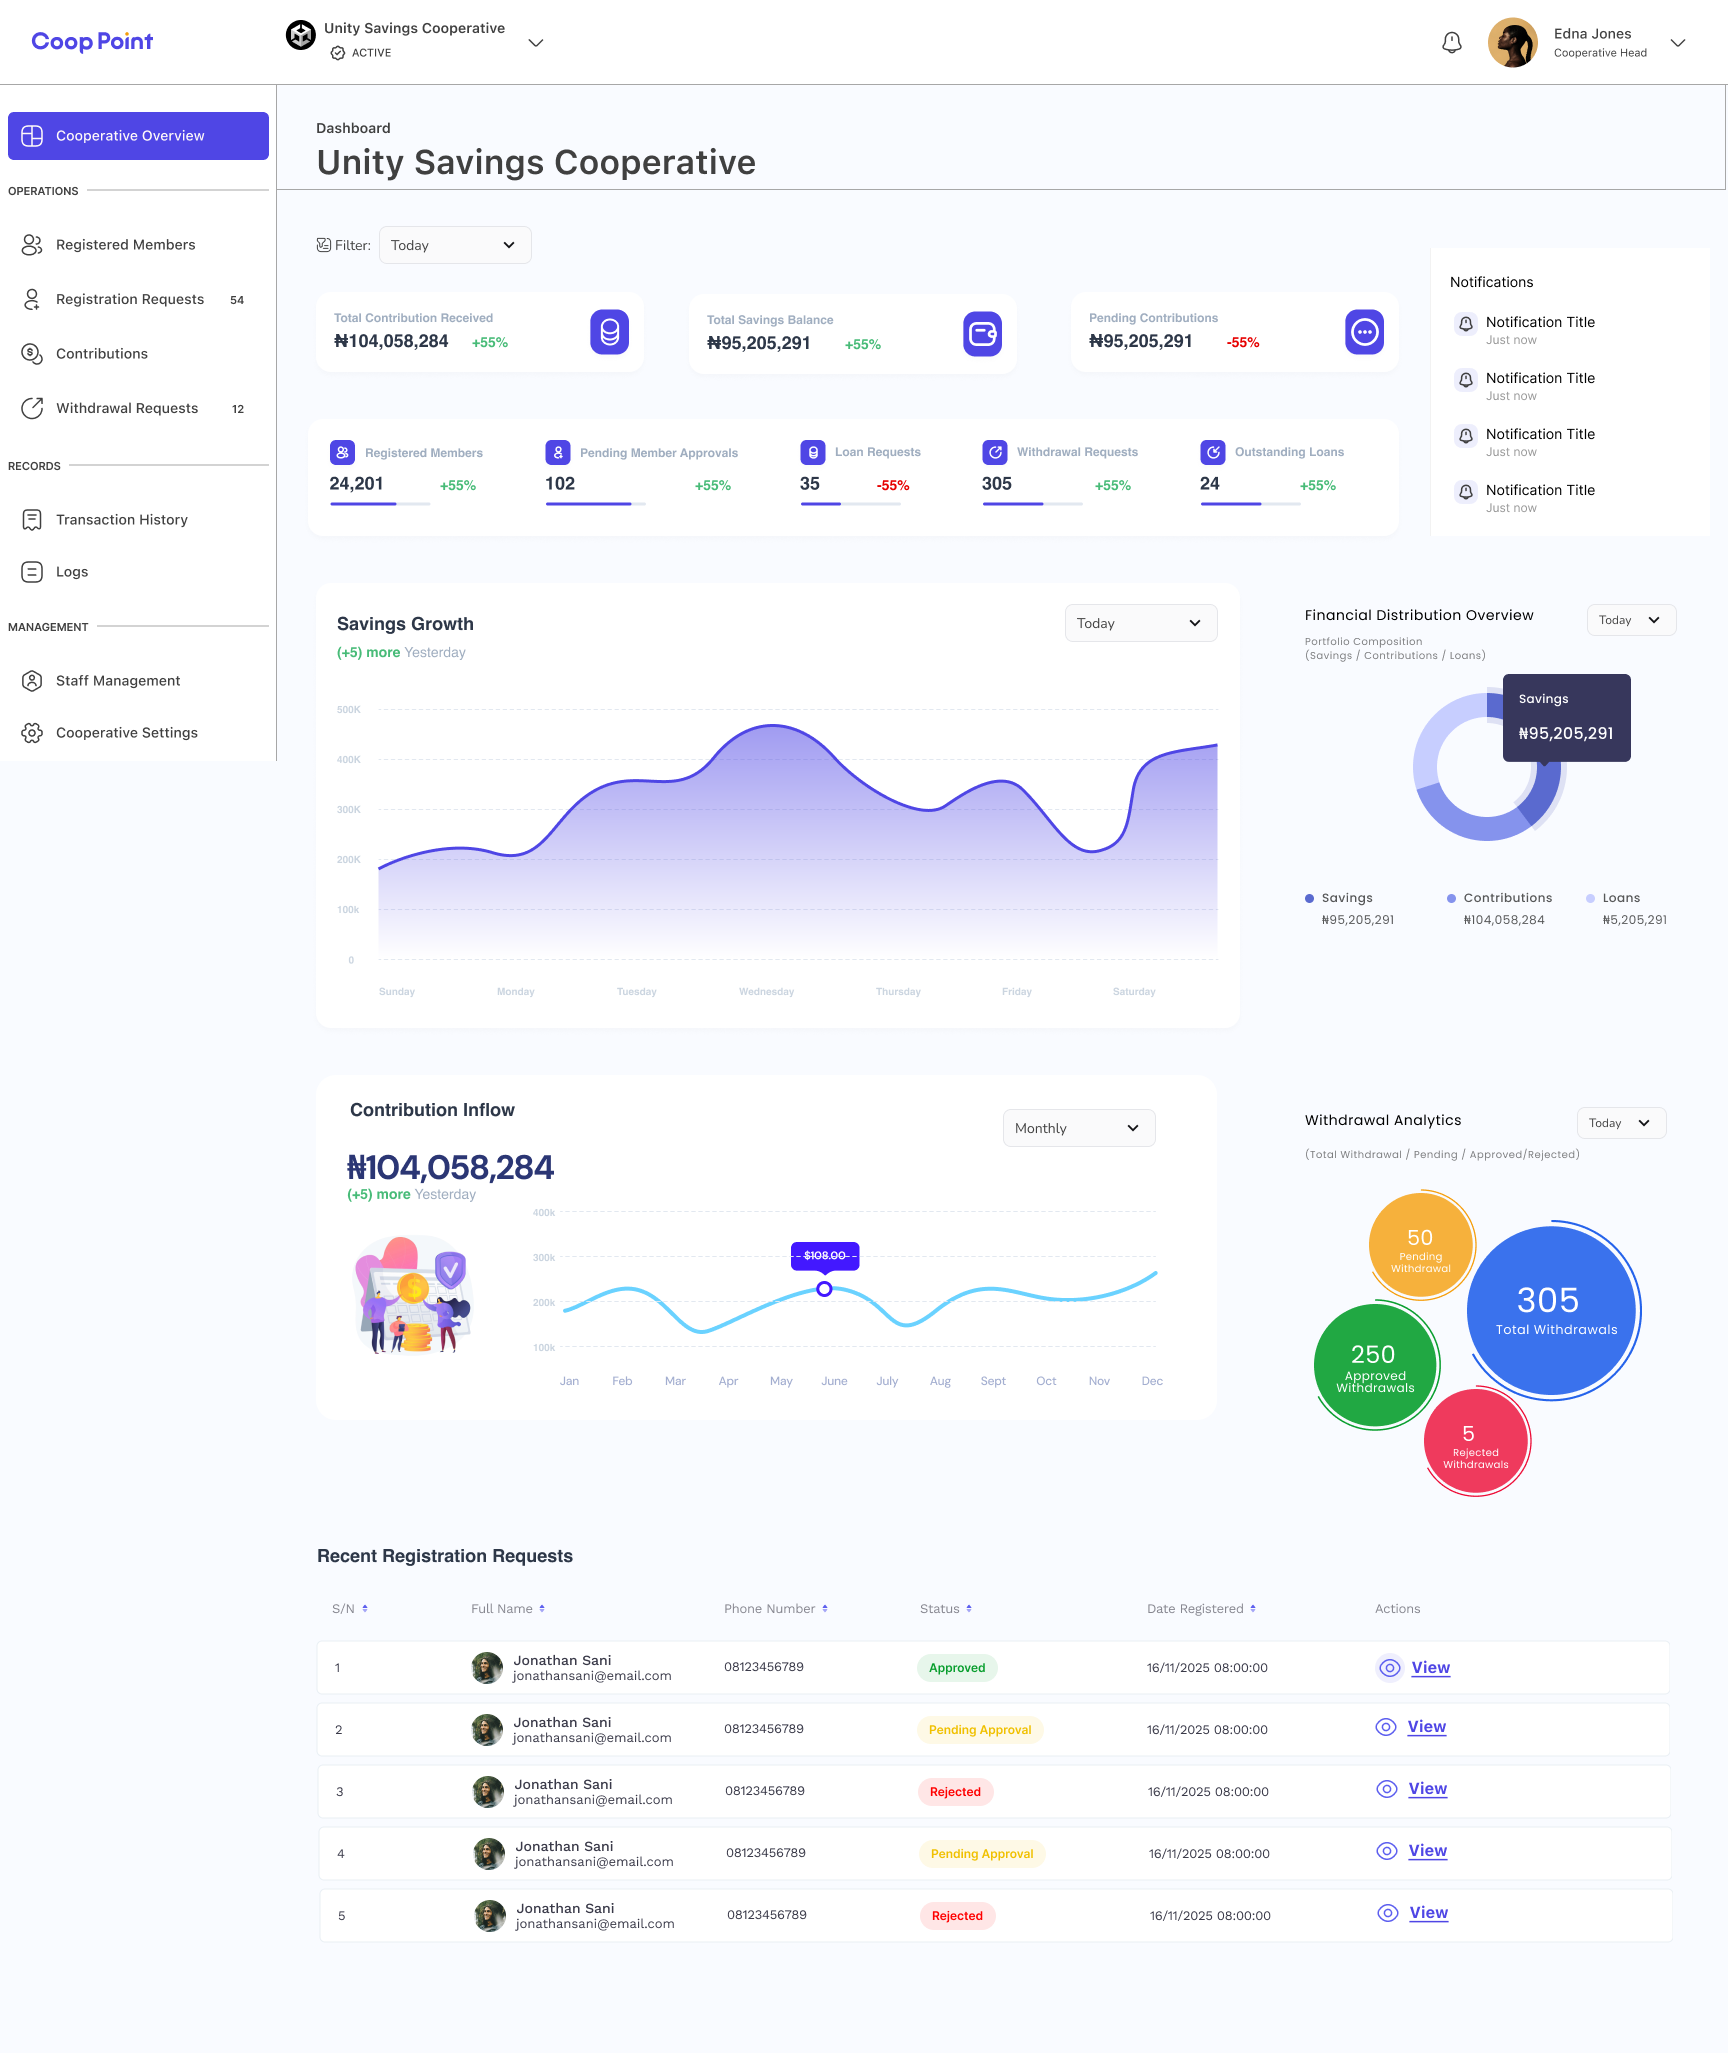 Coop Point
Unity Savings Cooperative
ACTIVE
Edna Jones
Cooperative Head
Cooperative Overview
OPERATIONS
Registered Members
Registration Requests 54
Contributions
Withdrawal Requests 12
RECORDS
Transaction History
Logs
MANAGEMENT
Staff Management
Cooperative Settings
Dashboard
Unity Savings Cooperative
Filter: Today
Total Contribution Received
₦104,058,284 +55%
Total Savings Balance
₦95,205,291 +55%
Pending Contributions
₦95,205,291 -55%
Registered Members
24,201 +55%
Pending Member Approvals
102 +55%
Loan Requests
35 -55%
Withdrawal Requests
305 +55%
Outstanding Loans
24 +55%
Notifications
Notification Title
Just now
Notification Title
Just now
Notification Title
Just now
Notification Title
Just now
Savings Growth
(+5) more Yesterday
Today
500K
400K
300K
200K
100k
0
Sunday Monday Tuesday Wednesday Thursday Friday Saturday
Financial Distribution Overview
Today
Portfolio Composition
(Savings / Contributions / Loans)
Savings
₦95,205,291
Savings
₦95,205,291
Contributions
₦104,058,284
Loans
₦5,205,291
Contribution Inflow
Monthly
₦104,058,284
(+5) more Yesterday
400k
300k
200k
100k
$108.00
Jan Feb Mar Apr May June July Aug Sept Oct Nov Dec
Withdrawal Analytics
Today
(Total Withdrawal / Pending / Approved/Rejected)
50
Pending
Withdrawal
305
Total Withdrawals
250
Approved
Withdrawals
5
Rejected
Withdrawals
Recent Registration Requests
S/N Full Name Phone Number Status Date Registered Actions
1 Jonathan Sani 08123456789 Approved 16/11/2025 08:00:00 View
jonathansani@email.com
2 Jonathan Sani 08123456789 Pending Approval 16/11/2025 08:00:00 View
jonathansani@email.com
3 Jonathan Sani 08123456789 Rejected 16/11/2025 08:00:00 View
jonathansani@email.com
4 Jonathan Sani 08123456789 Pending Approval 16/11/2025 08:00:00 View
jonathansani@email.com
5 Jonathan Sani 08123456789 Rejected 16/11/2025 08:00:00 View
jonathansani@email.com